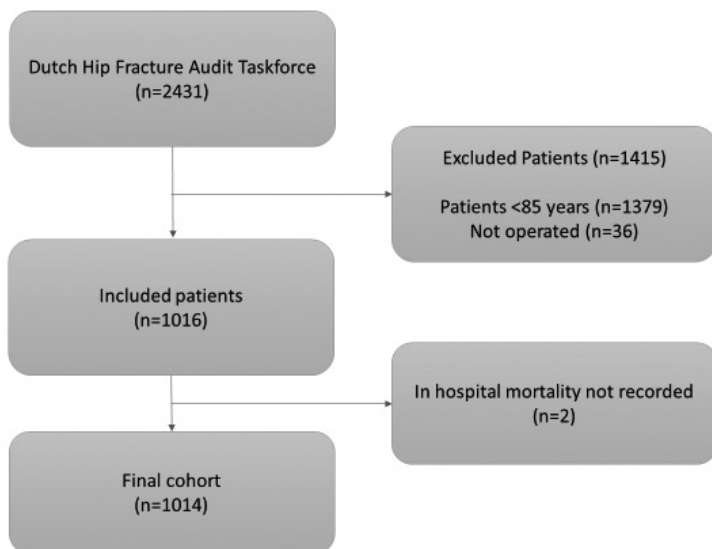 Dutch Hip Fracture Audit Taskforce
(n=2431)
Excluded Patients (n=1415)
Patients <85 years (n=1379)
Not operated (n=36)
Included patients
(n=1016)
In hospital mortality not recorded
(n=2)
Final cohort
(n=1014)